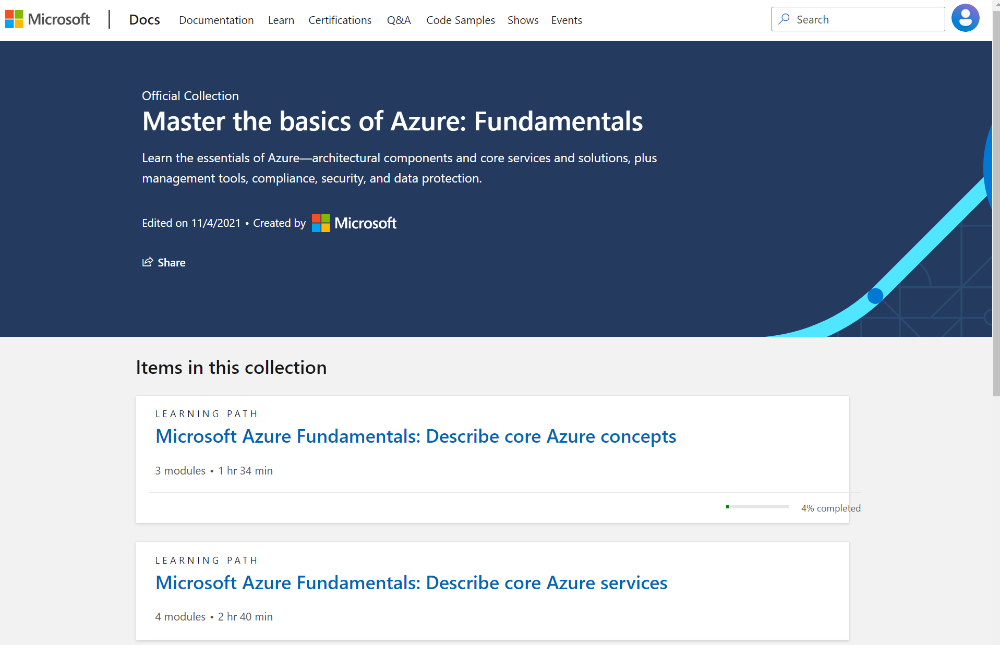 Microsoft
Docs Documentation Learn Certifications Q&A Code Samples Shows Events
Search
Official Collection
Master the basics of Azure: Fundamentals
Learn the essentials of Azure—architectural components and core services and solutions, plus
management tools, compliance, security, and data protection.
Edited on 11/4/2021 • Created by Microsoft
Share
Items in this collection
LEARNING PATH
Microsoft Azure Fundamentals: Describe core Azure concepts
3 modules • 1 hr 34 min
4% completed
LEARNING PATH
Microsoft Azure Fundamentals: Describe core Azure services
4 modules • 2 hr 40 min